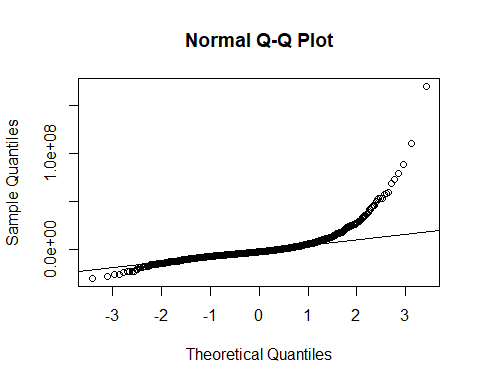 Normal Q-Q Plot
Sample Quantiles
1.0e+08
0.0e+00
-3 -2 -1 0 1 2 3
Theoretical Quantiles